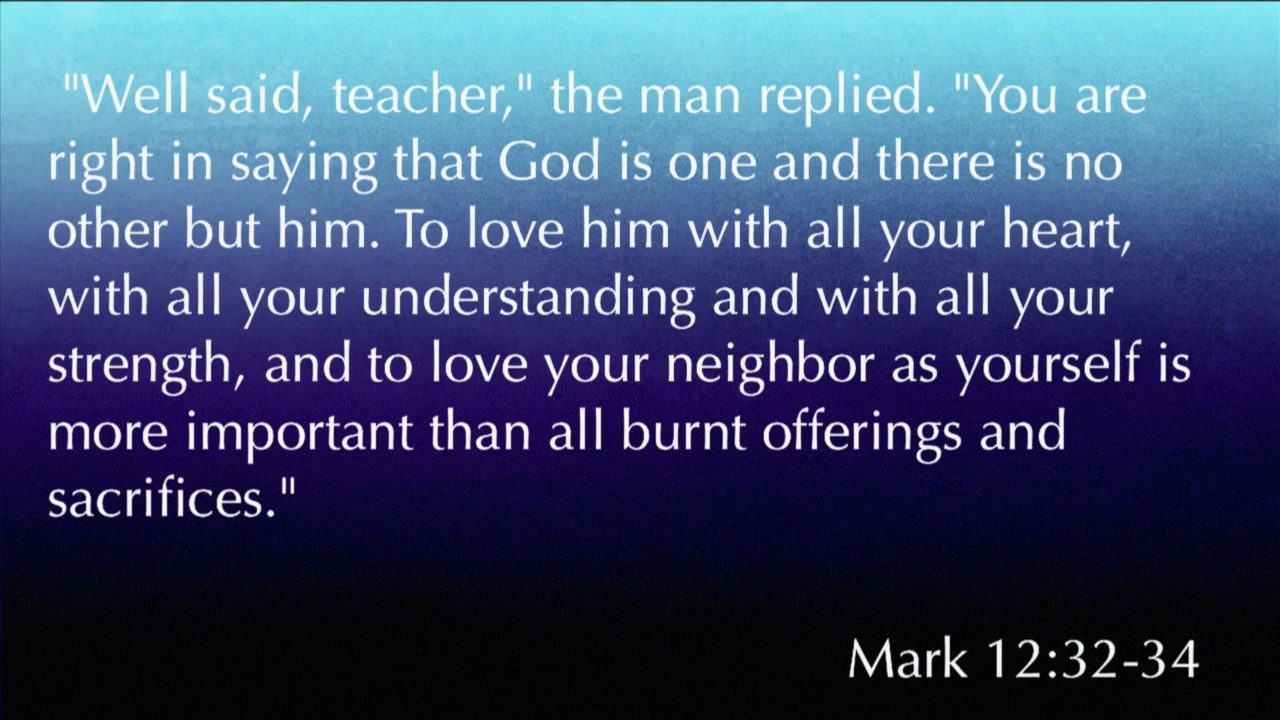 "Well said, teacher," the man replied. "You are
right in saying that God is one and there is no
other but him. To love him with all your heart,
with all your understanding and with all your
strength, and to love your neighbor as yourself is
more important than all burnt offerings and
sacrifices."
Mark 12:32-34